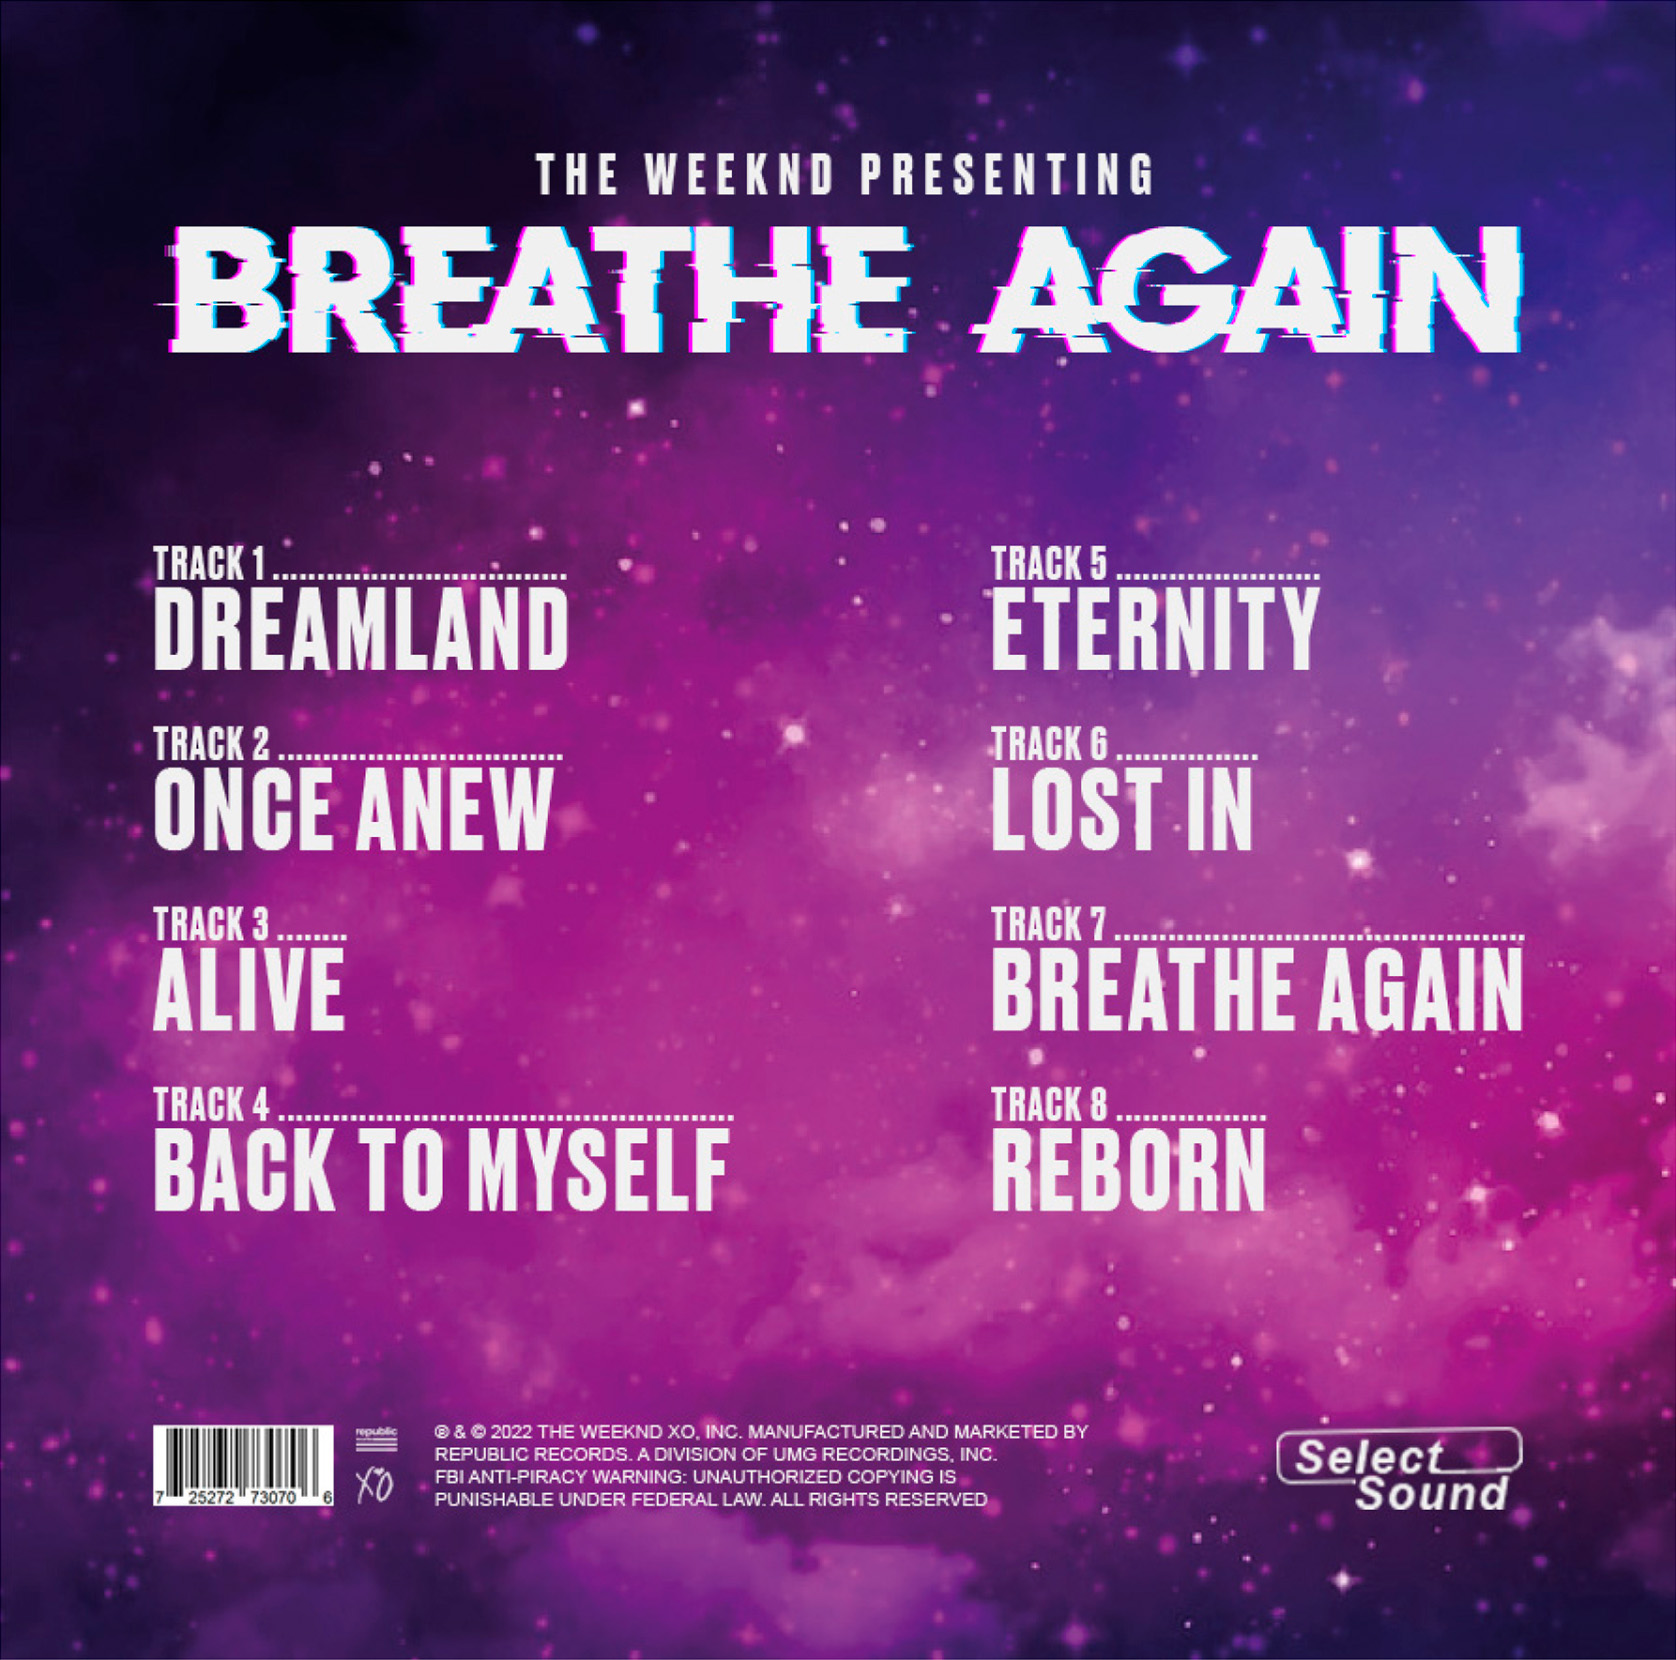 THE WEEKND PRESENTING
BREATHE AGAIN
TRACK 1 .................................
DREAMLAND
TRACK 2 ................................
ONCE ANEW
TRACK 3 ........
ALIVE
TRACK 4 ...................................................
BACK TO MYSELF
TRACK 5 .......................
ETERNITY
TRACK 6 ................
LOST IN
TRACK 7 ..............................................
BREATHE AGAIN
TRACK 8 .................
REBORN
7 25272 73070 6
republic
XO
℗ & © 2022 THE WEEKND XO, INC. MANUFACTURED AND MARKETED BY
REPUBLIC RECORDS. A DIVISION OF UMG RECORDINGS, INC.
FBI ANTI-PIRACY WARNING: UNAUTHORIZED COPYING IS
PUNISHABLE UNDER FEDERAL LAW. ALL RIGHTS RESERVED
Select
Sound